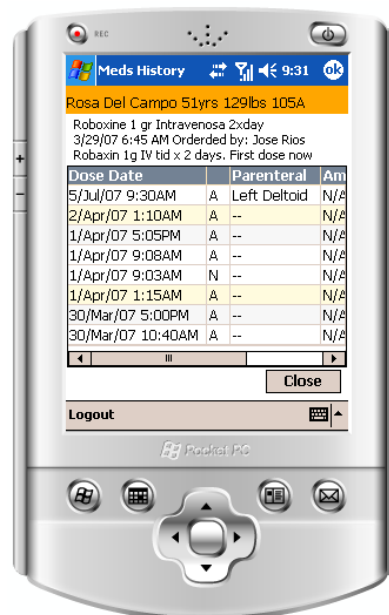 REC
Meds History 9:31 ok
Rosa Del Campo 51yrs 129lbs 105A
Roboxine 1 gr Intravenosa 2xday
3/29/07 6:45 AM Orderded by: Jose Rios
Robaxin 1g IV tid x 2 days. First dose now
Dose Date Parenteral Am
5/Jul/07 9:30AM A Left Deltoid N/A
2/Apr/07 1:10AM A -- N/A
1/Apr/07 5:05PM A -- N/A
1/Apr/07 9:08AM A -- N/A
1/Apr/07 9:03AM N -- N/A
1/Apr/07 1:15AM A -- N/A
30/Mar/07 5:00PM A -- N/A
30/Mar/07 10:40AM A -- N/A
Close
Logout
Pocket PC